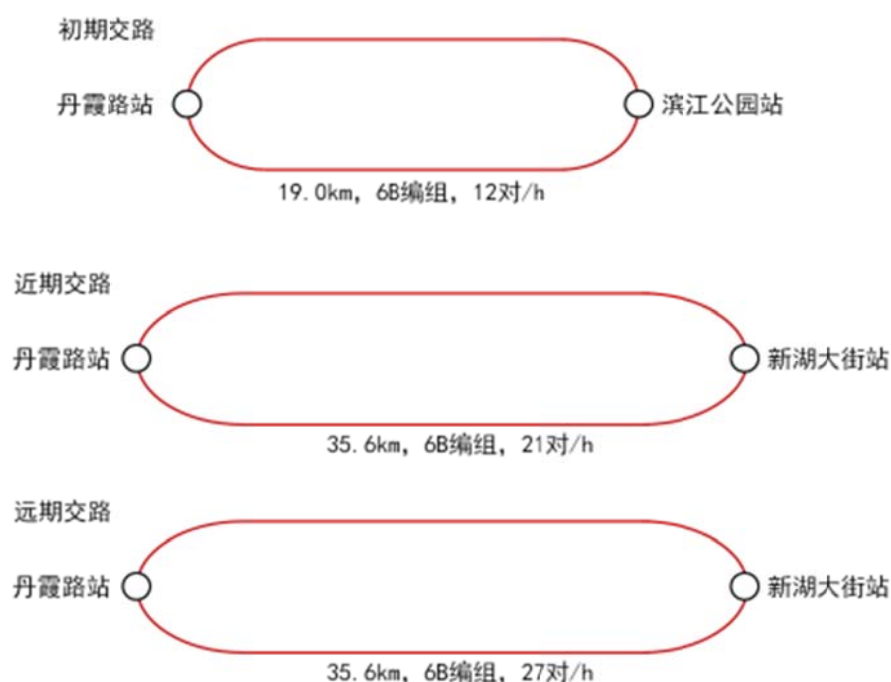 初期交路
丹霞路站
滨江公园站
19.0km, 6B编组, 12对/h
近期交路
丹霞路站
新湖大街站
35.6km, 6B编组, 21对/h
远期交路
丹霞路站
新湖大街站
35.6km, 6B编组, 27对/h